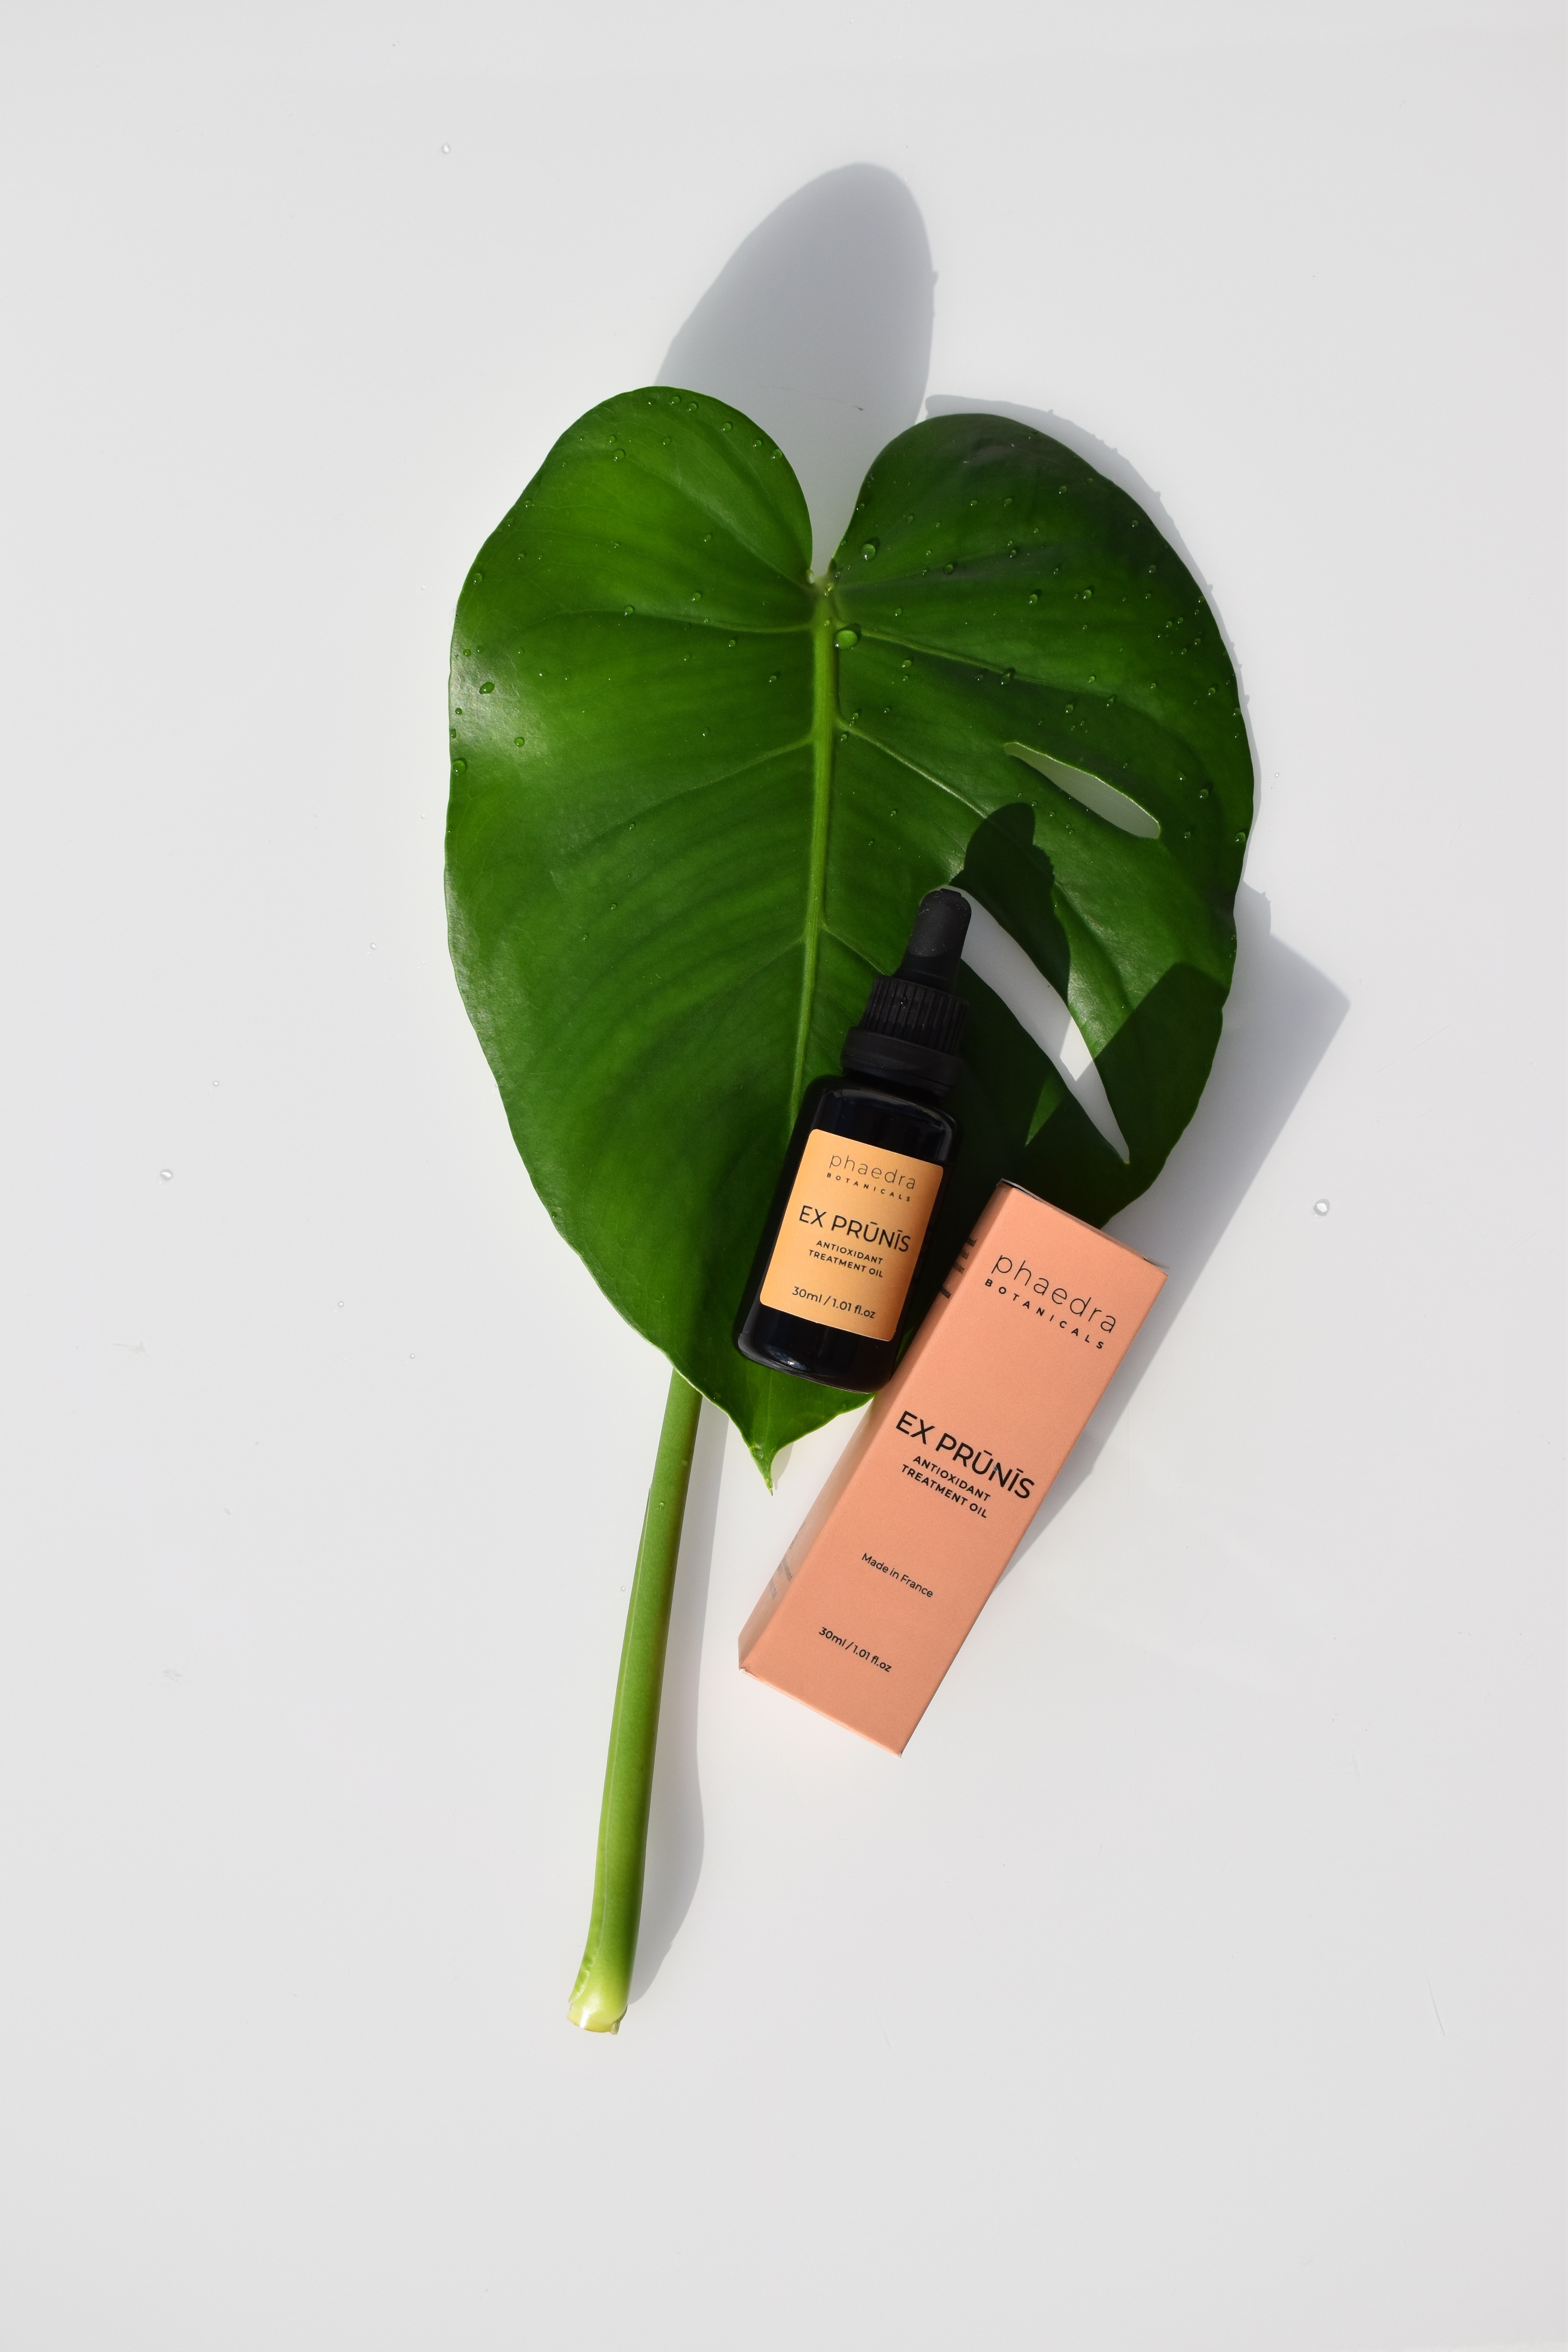 phaedra
BOTANICALS
EX PRŪNĪS
ANTIOXIDANT
TREATMENT OIL
30ml / 1.01 fl.oz
phaedra
BOTANICALS
EX PRŪNĪS
ANTIOXIDANT
TREATMENT OIL
Made in France
30ml / 1.01 fl.oz